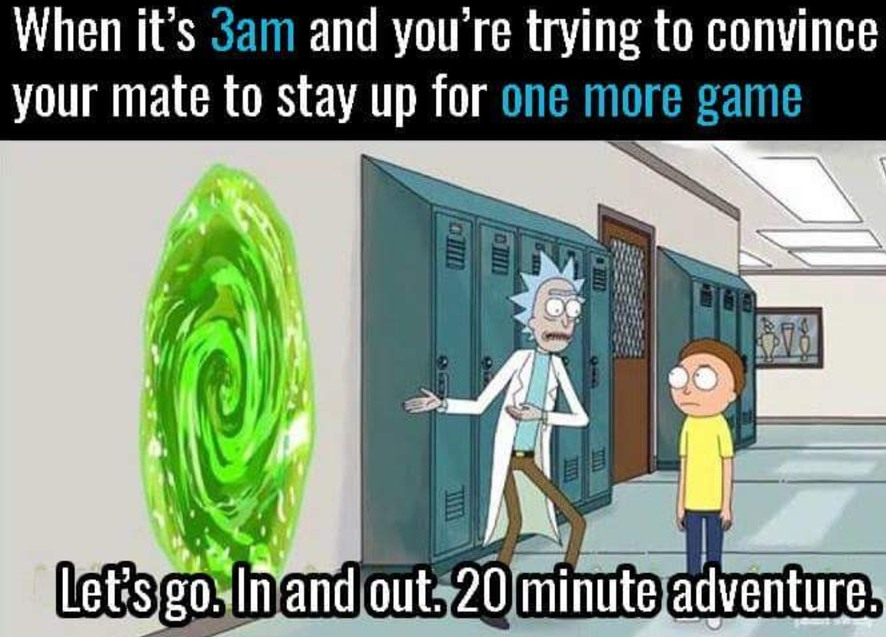 When it's 3am and you're trying to convince
your mate to stay up for one more game
Let's go. In and out. 20 minute adventure.